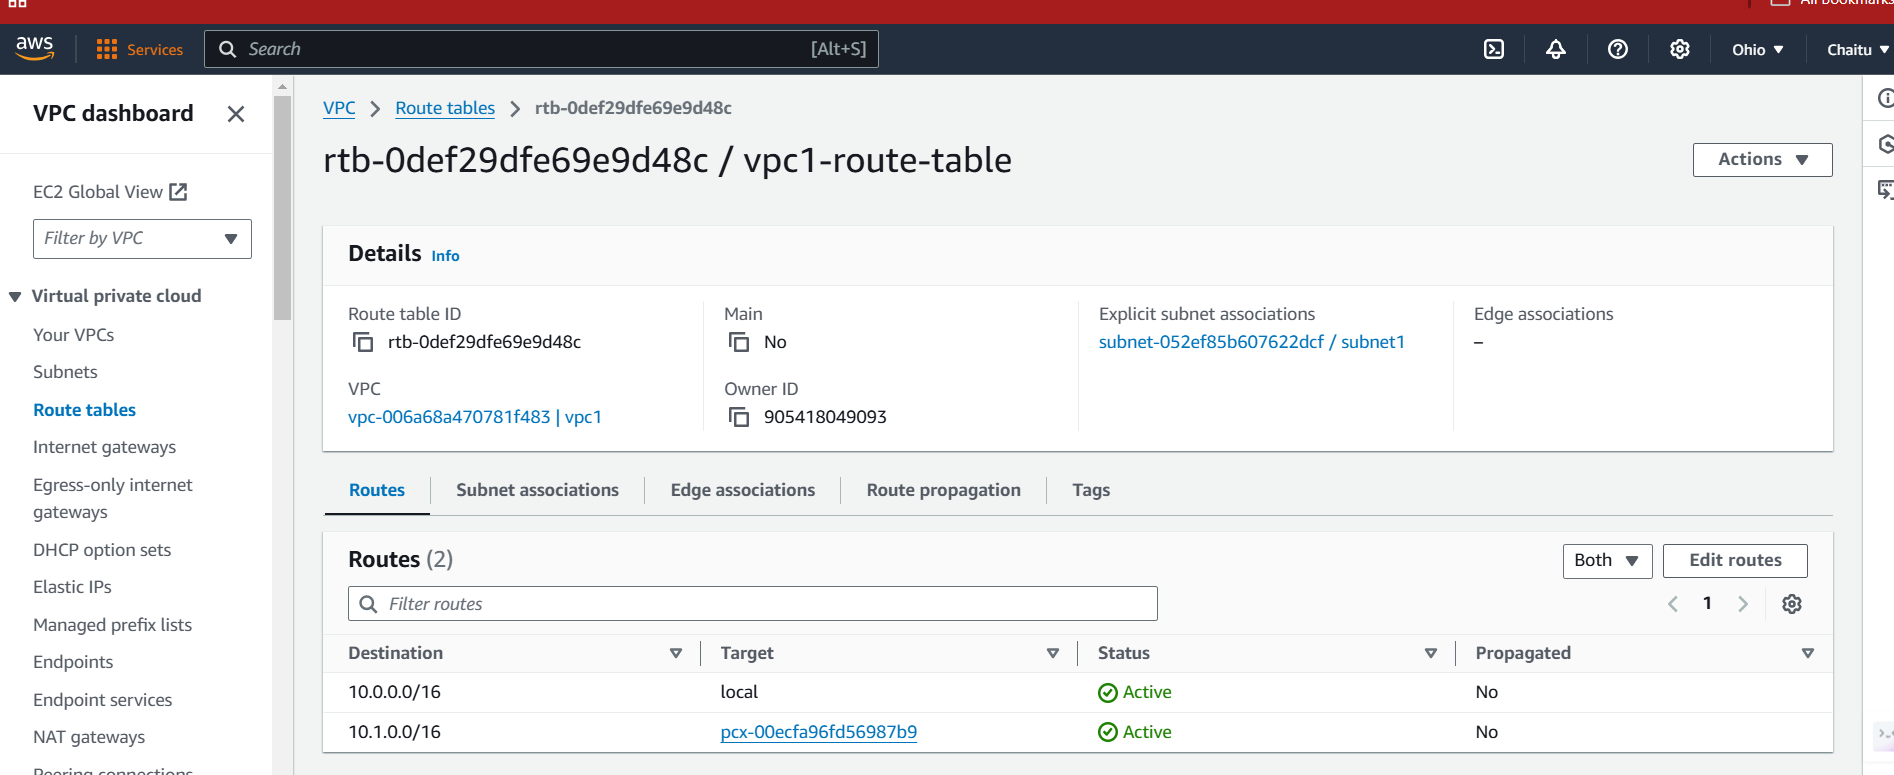 All Bookmarks
aws
Services
Search
[Alt+S]
Ohio
Chaitu
VPC dashboard
EC2 Global View
Filter by VPC
Virtual private cloud
Your VPCs
Subnets
Route tables
Internet gateways
Egress-only internet
gateways
DHCP option sets
Elastic IPs
Managed prefix lists
Endpoints
Endpoint services
NAT gateways
Peering connections
VPC > Route tables > rtb-0def29dfe69e9d48c
rtb-0def29dfe69e9d48c / vpc1-route-table
Actions
Details Info
Route table ID
rtb-0def29dfe69e9d48c
Main
No
Explicit subnet associations
subnet-052ef85b607622dcf / subnet1
Edge associations
–
VPC
vpc-006a68a470781f483 | vpc1
Owner ID
905418049093
Routes
Subnet associations
Edge associations
Route propagation
Tags
Routes (2)
Both
Edit routes
Filter routes
1
Destination Target Status Propagated
10.0.0.0/16 local Active No
10.1.0.0/16 pcx-00ecfa96fd56987b9 Active No